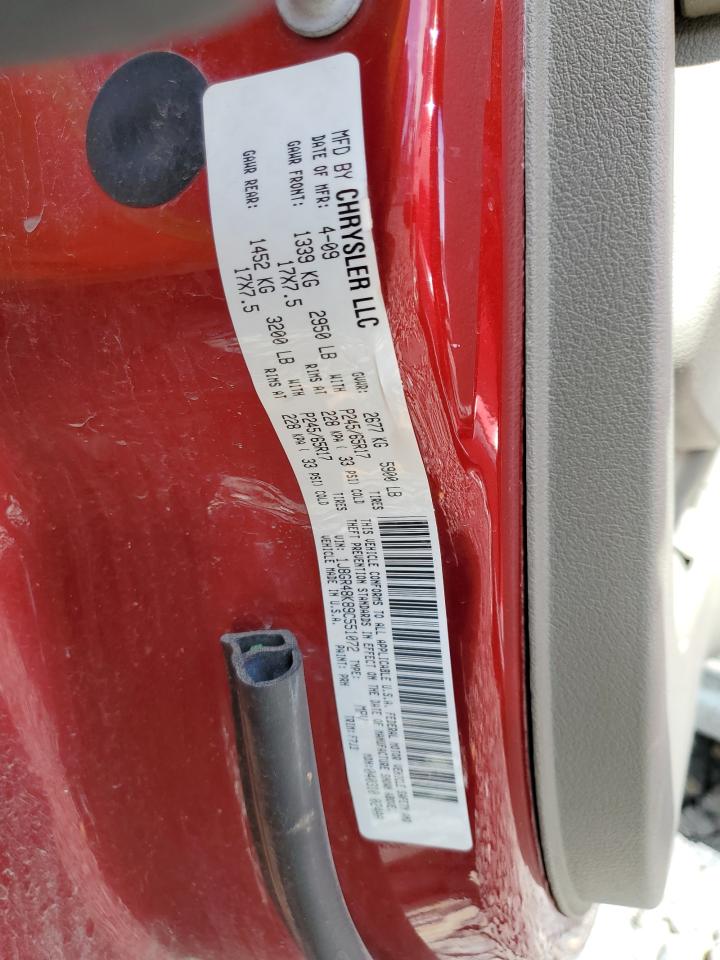 MFD BY CHRYSLER LLC
DATE OF MFR: 4-09 GVWR: 2677 KG 5900 LB
GAWR FRONT: 1339 KG 2950 LB WITH P245/65R17 TIRES
17X7.5 RIMS AT 228 KPA ( 33 PSI) COLD
GAWR REAR: 1452 KG 3200 LB WITH P245/65R17 TIRES
17X7.5 RIMS AT 228 KPA ( 33 PSI) COLD
THIS VEHICLE CONFORMS TO ALL APPLICABLE U.S.A. FEDERAL MOTOR VEHICLE SAFETY AND
THEFT PREVENTION STANDARDS IN EFFECT ON THE DATE OF MANUFACTURE SHOWN ABOVE.
VIN: 1J8GR48K89C551072 TYPE: MPV
VEHICLE MADE IN U.S.A. PAINT: PRH TRIM: